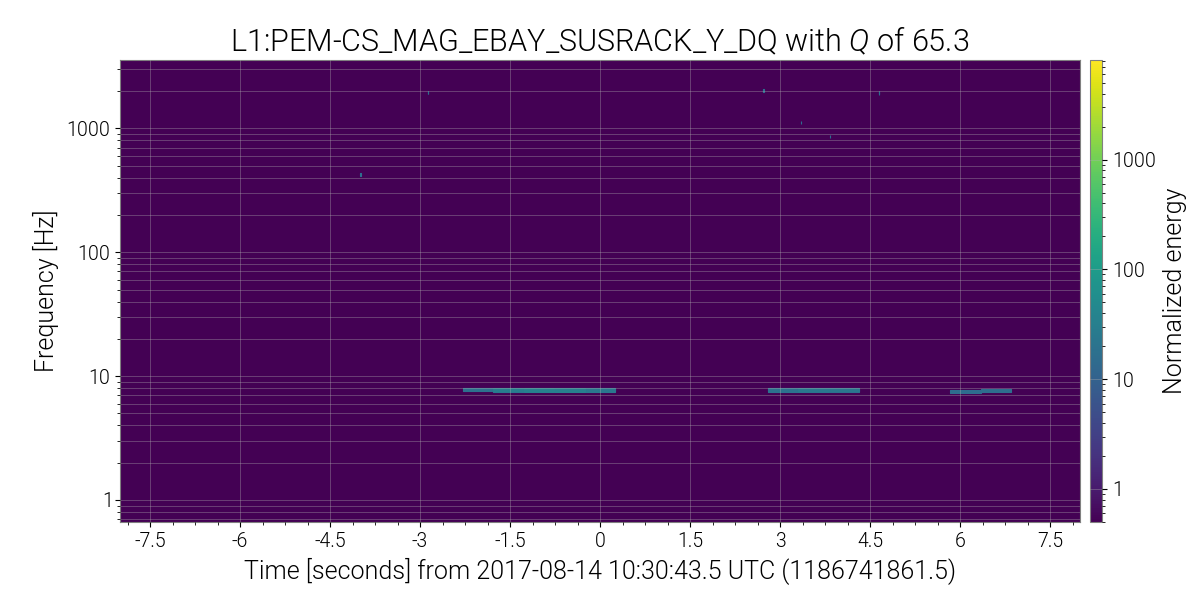 L1:PEM-CS_MAG_EBAY_SUSRACK_Y_DQ with Q of 65.3
Frequency [Hz]
1000
100
10
1
-7.5 -6 -4.5 -3 -1.5 0 1.5 3 4.5 6 7.5
Time [seconds] from 2017-08-14 10:30:43.5 UTC (1186741861.5)
1000
100
10
1
Normalized energy